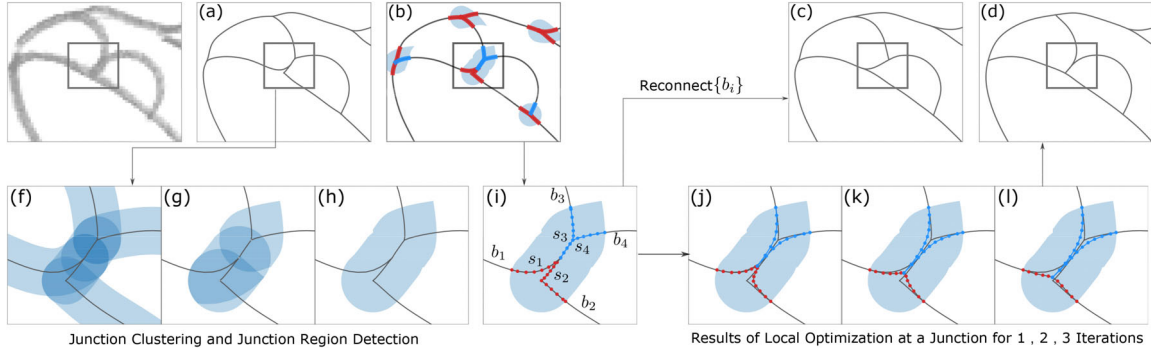 (a)
(b)
(c)
(d)
Reconnect{b_i}
(f)
(g)
(h)
(i)
(j)
(k)
(l)
b_3
s_3
s_4
b_4
b_1
s_1
s_2
b_2
Junction Clustering and Junction Region Detection
Results of Local Optimization at a Junction for 1 , 2 , 3 Iterations